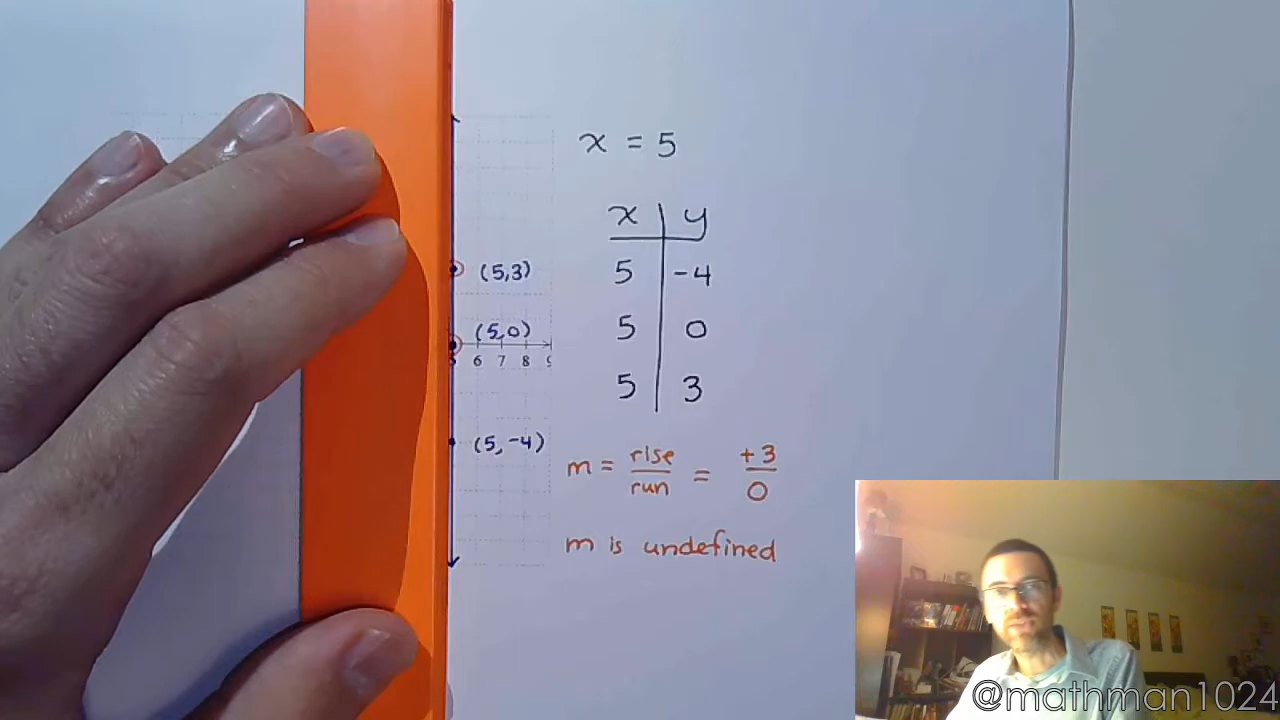 x = 5
x y
5 -4
5 0
5 3
(5,3)
(5,0)
6 7 8
(5,-4)
m = rise/run = +3/0
m is undefined
@mathman1024